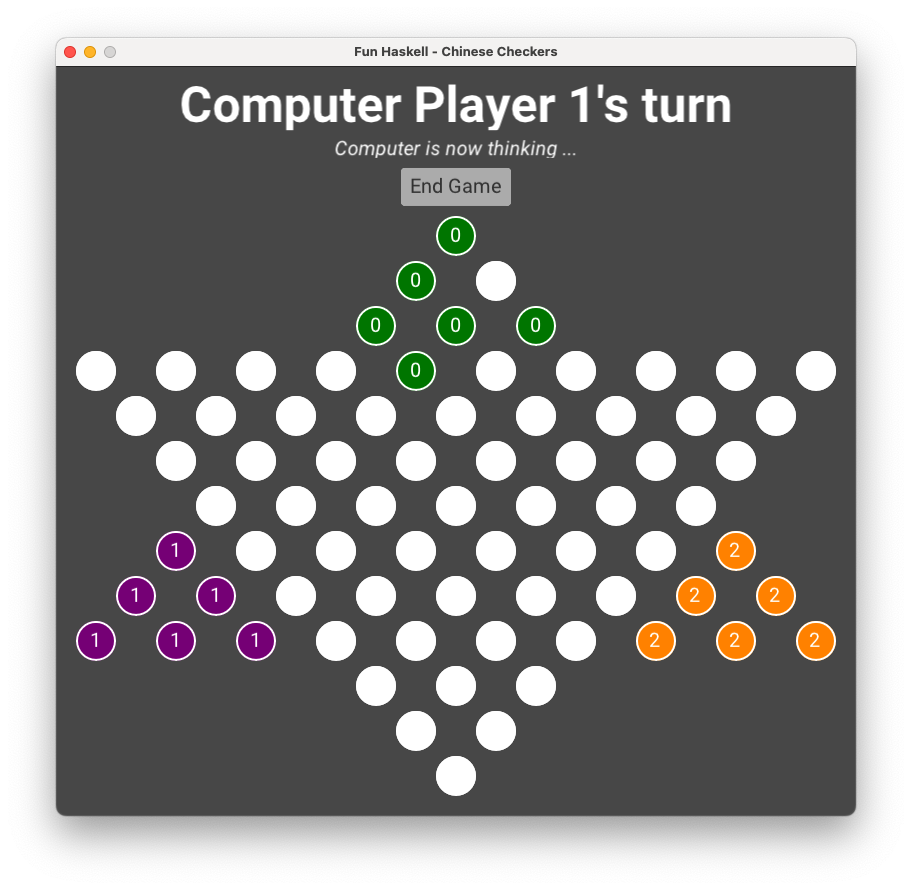 Fun Haskell - Chinese Checkers
Computer Player 1's turn
Computer is now thinking ...
End Game
0
0
0 0 0
0
1 2
1 1 2 2
1 1 1 2 2 2